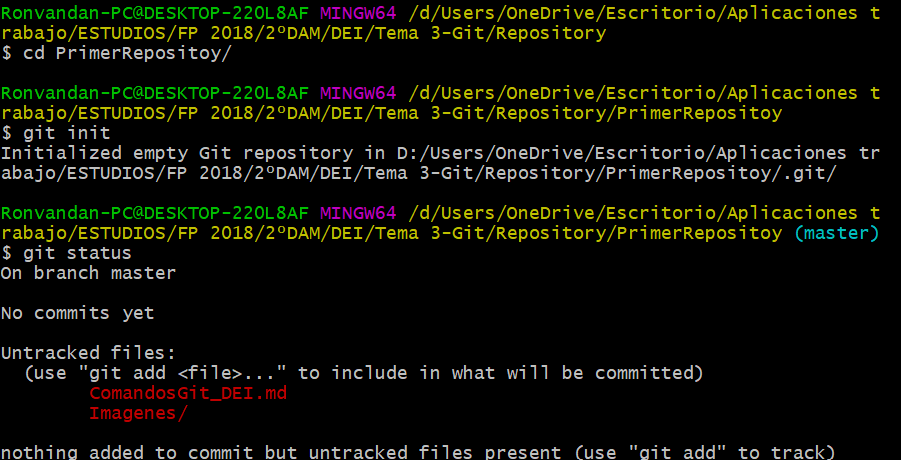 Ronvandan-PC@DESKTOP-220L8AF MINGW64 /d/Users/OneDrive/Escritorio/Aplicaciones t
rabajo/ESTUDIOS/FP 2018/2ºDAM/DEI/Tema 3-Git/Repository
$ cd PrimerRepositoy/
Ronvandan-PC@DESKTOP-220L8AF MINGW64 /d/Users/OneDrive/Escritorio/Aplicaciones t
rabajo/ESTUDIOS/FP 2018/2ºDAM/DEI/Tema 3-Git/Repository/PrimerRepositoy
$ git init
Initialized empty Git repository in D:/Users/OneDrive/Escritorio/Aplicaciones tr
abajo/ESTUDIOS/FP 2018/2ºDAM/DEI/Tema 3-Git/Repository/PrimerRepositoy/.git/
Ronvandan-PC@DESKTOP-220L8AF MINGW64 /d/Users/OneDrive/Escritorio/Aplicaciones t
rabajo/ESTUDIOS/FP 2018/2ºDAM/DEI/Tema 3-Git/Repository/PrimerRepositoy (master)
$ git status
On branch master
No commits yet
Untracked files:
(use "git add <file>..." to include in what will be committed)
ComandosGit_DEI.md
Imagenes/
nothing added to commit but untracked files present (use "git add" to track)